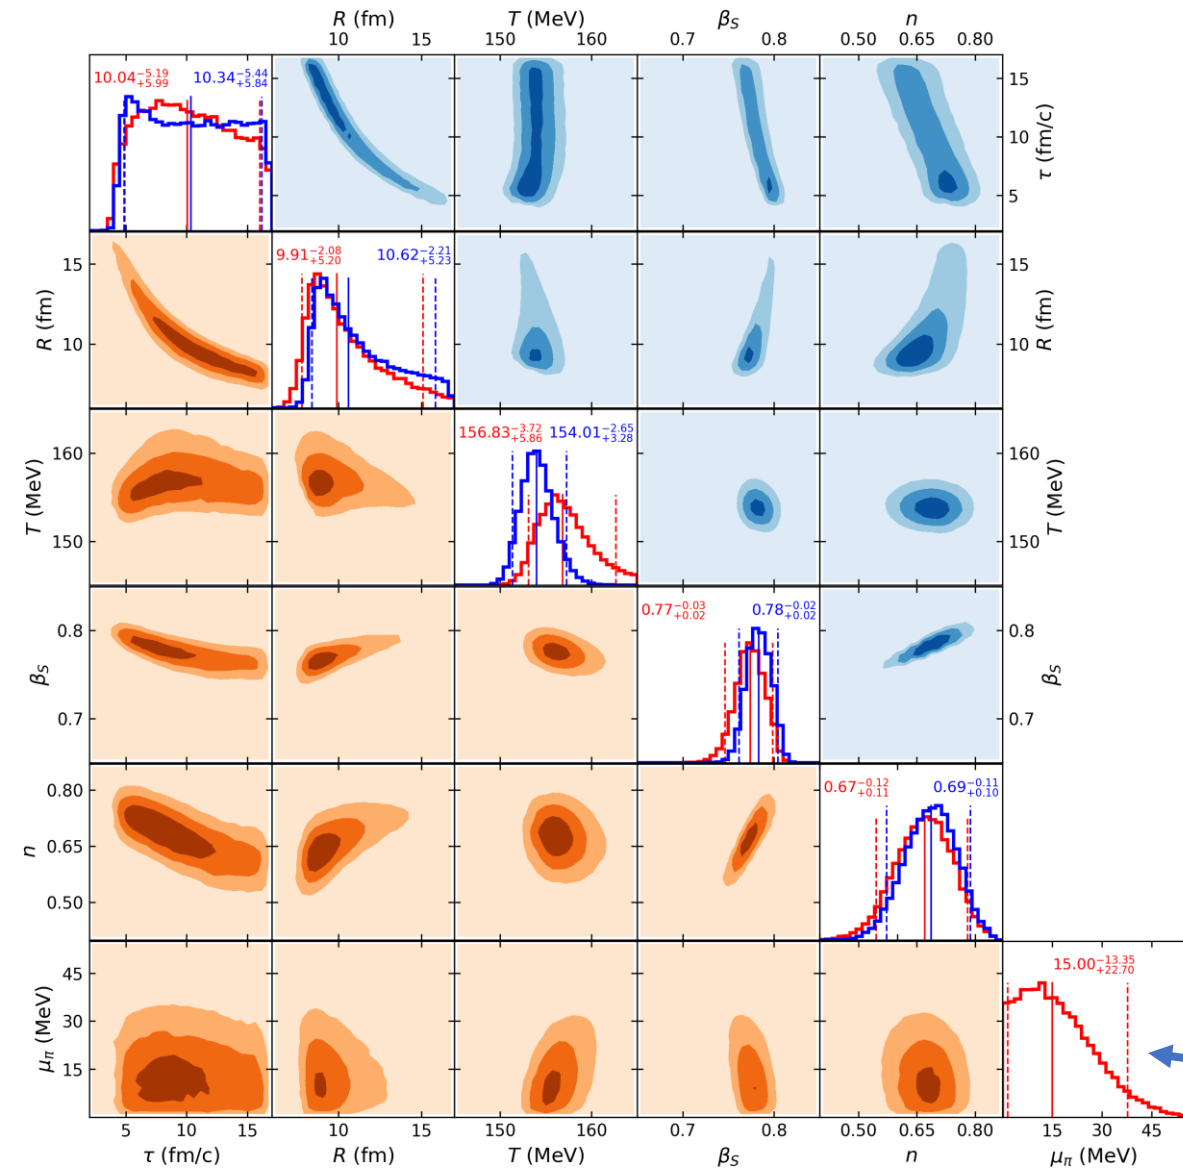 R (fm) T (MeV) β_S n
10 15 150 160 0.7 0.8 0.50 0.65 0.80
10.04 −5.19 +5.99 10.34 −5.44 +5.84
15
10
5
τ (fm/c)
R (fm)
15
10
9.91 −2.08 +5.20 10.62 −2.21 +5.23
15
10
R (fm)
T (MeV)
160
150
156.83 −3.72 +5.86 154.01 −2.65 +3.28
160
150
T (MeV)
β_S
0.8
0.7
0.77 −0.03 +0.02 0.78 −0.02 +0.02
0.8
0.7
β_S
n
0.80
0.65
0.50
0.67 −0.12 +0.11 0.69 −0.11 +0.10
μ_π (MeV)
45
30
15
15.00 −13.35 +22.70
5 10 15 10 15 150 160 0.7 0.8 0.50 0.65 0.80 15 30 45
τ (fm/c) R (fm) T (MeV) β_S n μ_π (MeV)